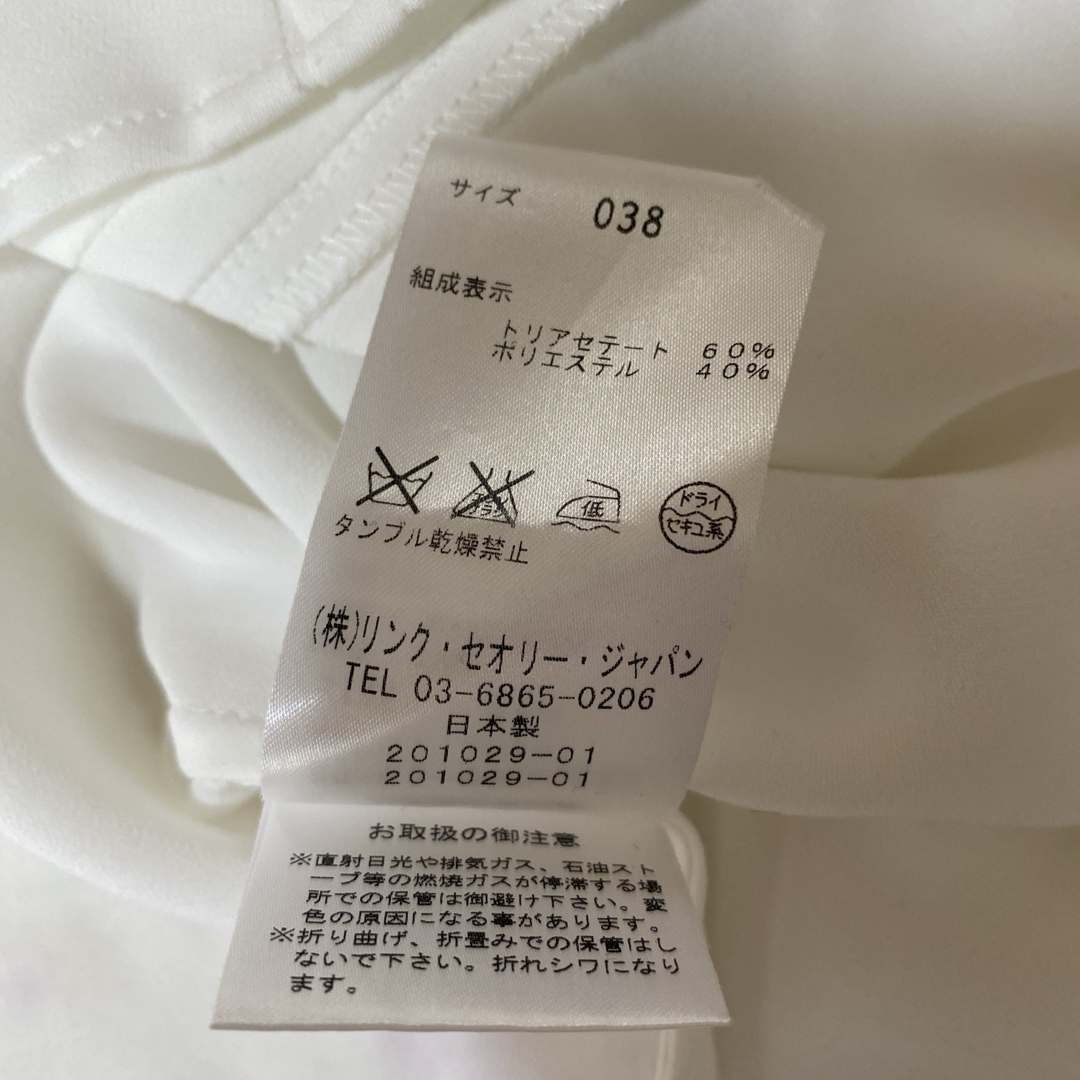 サイズ 038
組成表示
トリアセテート 60%
ポリエステル 40%
低 ドライ
セキユ系
タンブル乾燥禁止
(株)リンク・セオリー・ジャパン
TEL 03-6865-0206
日本製
201029-01
201029-01
お取扱の御注意
※直射日光や排気ガス、石油スト
ーブ等の燃焼ガスが停滞する場
所での保管は御避け下さい。変
色の原因になる事があります。
※折り曲げ、折畳みでの保管はし
ないで下さい。折れシワになり
ます。